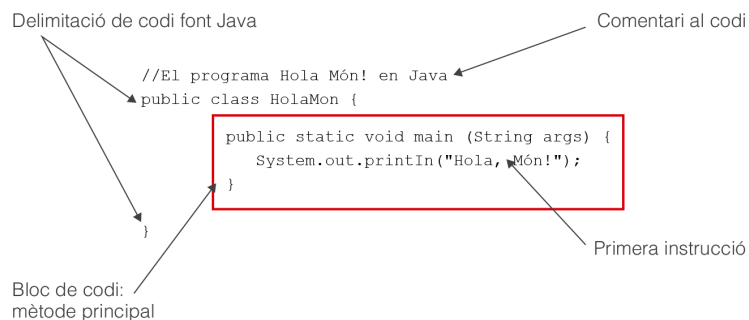 Delimitació de codi font Java
Comentari al codi
//El programa Hola Món! en Java
public class HolaMon {
public static void main (String args) {
System.out.printIn("Hola, Món!");
}
}
Primera instrucció
Bloc de codi:
mètode principal